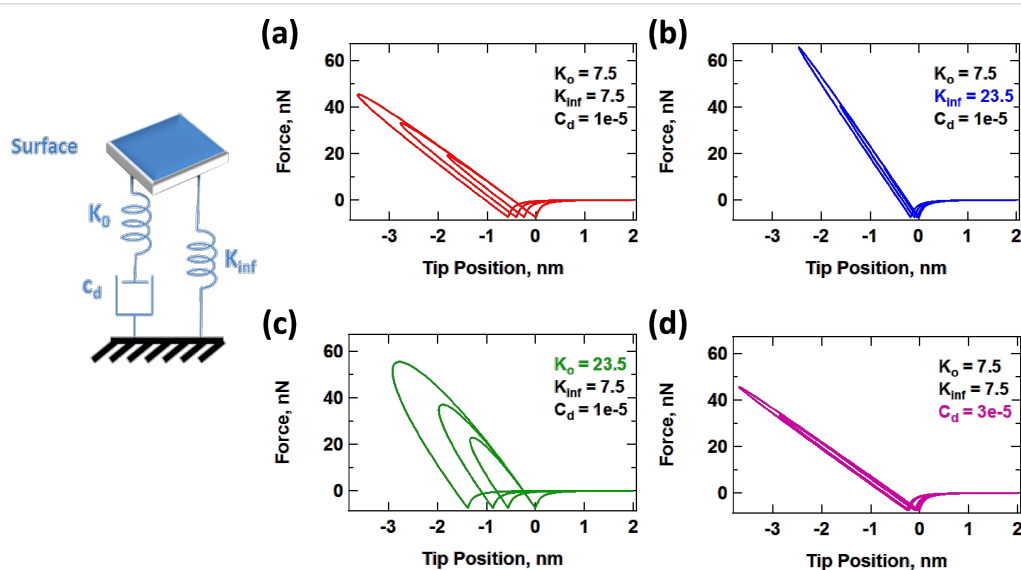 Surface
K0
cd
Kinf
(a)
Force, nN
60
40
20
0
Ko = 7.5
Kinf = 7.5
Cd = 1e-5
-3 -2 -1 0 1 2
Tip Position, nm
(b)
Force, nN
60
40
20
0
Ko = 7.5
Kinf = 23.5
Cd = 1e-5
-3 -2 -1 0 1 2
Tip Position, nm
(c)
Force, nN
60
40
20
0
Ko = 23.5
Kinf = 7.5
Cd = 1e-5
-3 -2 -1 0 1 2
Tip Position, nm
(d)
Force, nN
60
40
20
0
Ko = 7.5
Kinf = 7.5
Cd = 3e-5
-3 -2 -1 0 1 2
Tip Position, nm